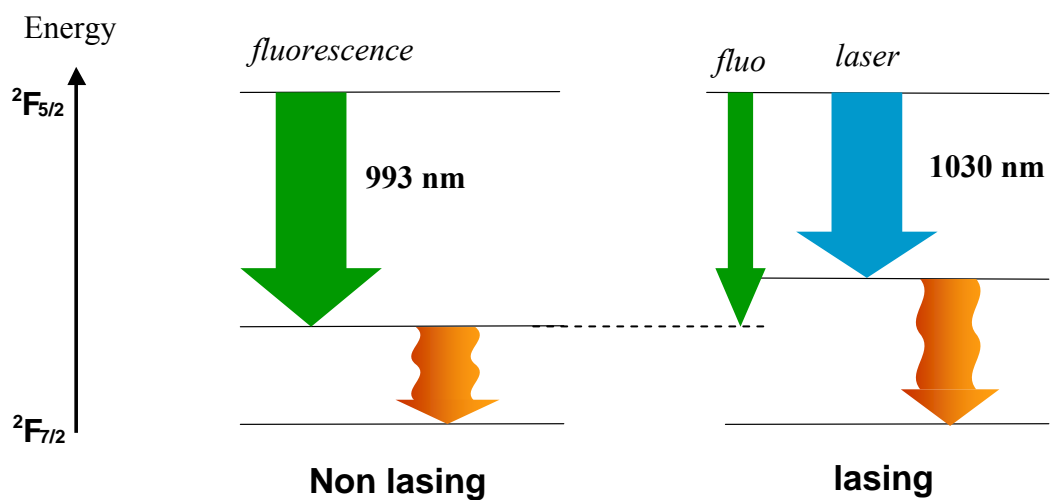 Energy
fluorescence
fluo
laser
²F₅/₂
993 nm
1030 nm
²F₇/₂
Non lasing
lasing